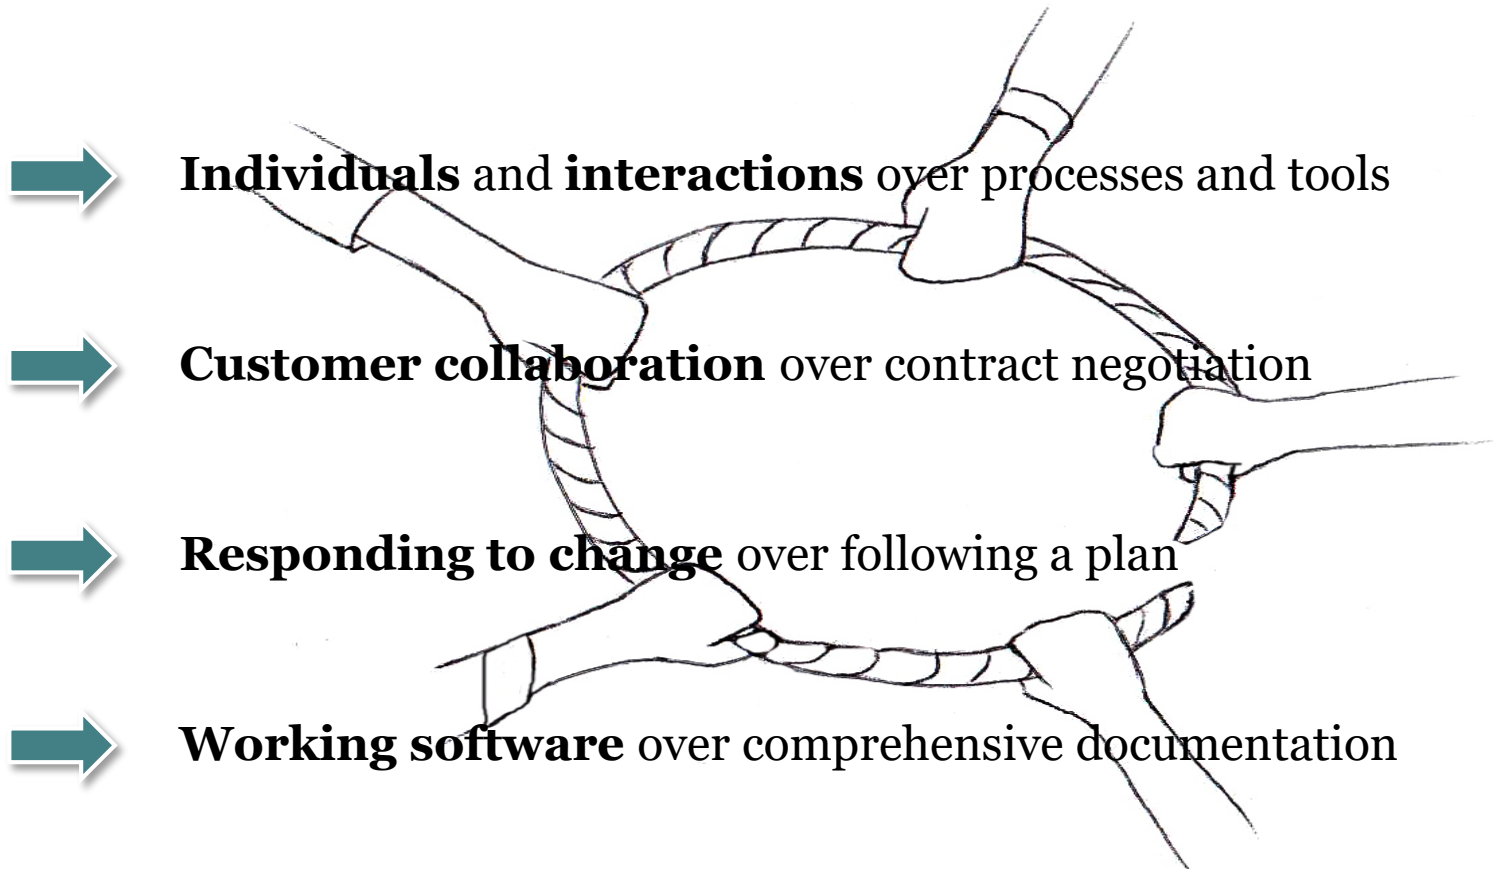 Individuals and interactions over processes and tools
Customer collaboration over contract negotiation
Responding to change over following a plan
Working software over comprehensive documentation